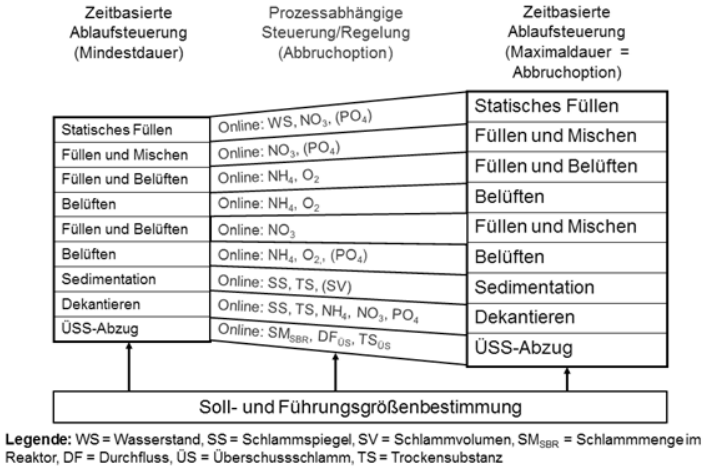 Zeitbasierte
Ablaufsteuerung
(Mindestdauer)
Prozessabhängige
Steuerung/Regelung
(Abbruchoption)
Zeitbasierte
Ablaufsteuerung
(Maximaldauer =
Abbruchoption)
Statisches Füllen
Füllen und Mischen
Füllen und Belüften
Belüften
Füllen und Belüften
Belüften
Sedimentation
Dekantieren
ÜSS-Abzug
Online: WS, NO₃, (PO₄)
Online: NO₃, (PO₄)
Online: NH₄, O₂
Online: NH₄, O₂
Online: NO₃
Online: NH₄, O₂,, (PO₄)
Online: SS, TS, (SV)
Online: SS, TS, NH₄, NO₃, PO₄
Online: SM_SBR, DF_ÜS, TS_ÜS
Statisches Füllen
Füllen und Mischen
Füllen und Belüften
Belüften
Füllen und Mischen
Belüften
Sedimentation
Dekantieren
ÜSS-Abzug
Soll- und Führungsgrößenbestimmung
Legende: WS = Wasserstand, SS = Schlammspiegel, SV = Schlammvolumen, SM_SBR = Schlammmenge im
Reaktor, DF = Durchfluss, ÜS = Überschussschlamm, TS = Trockensubstanz